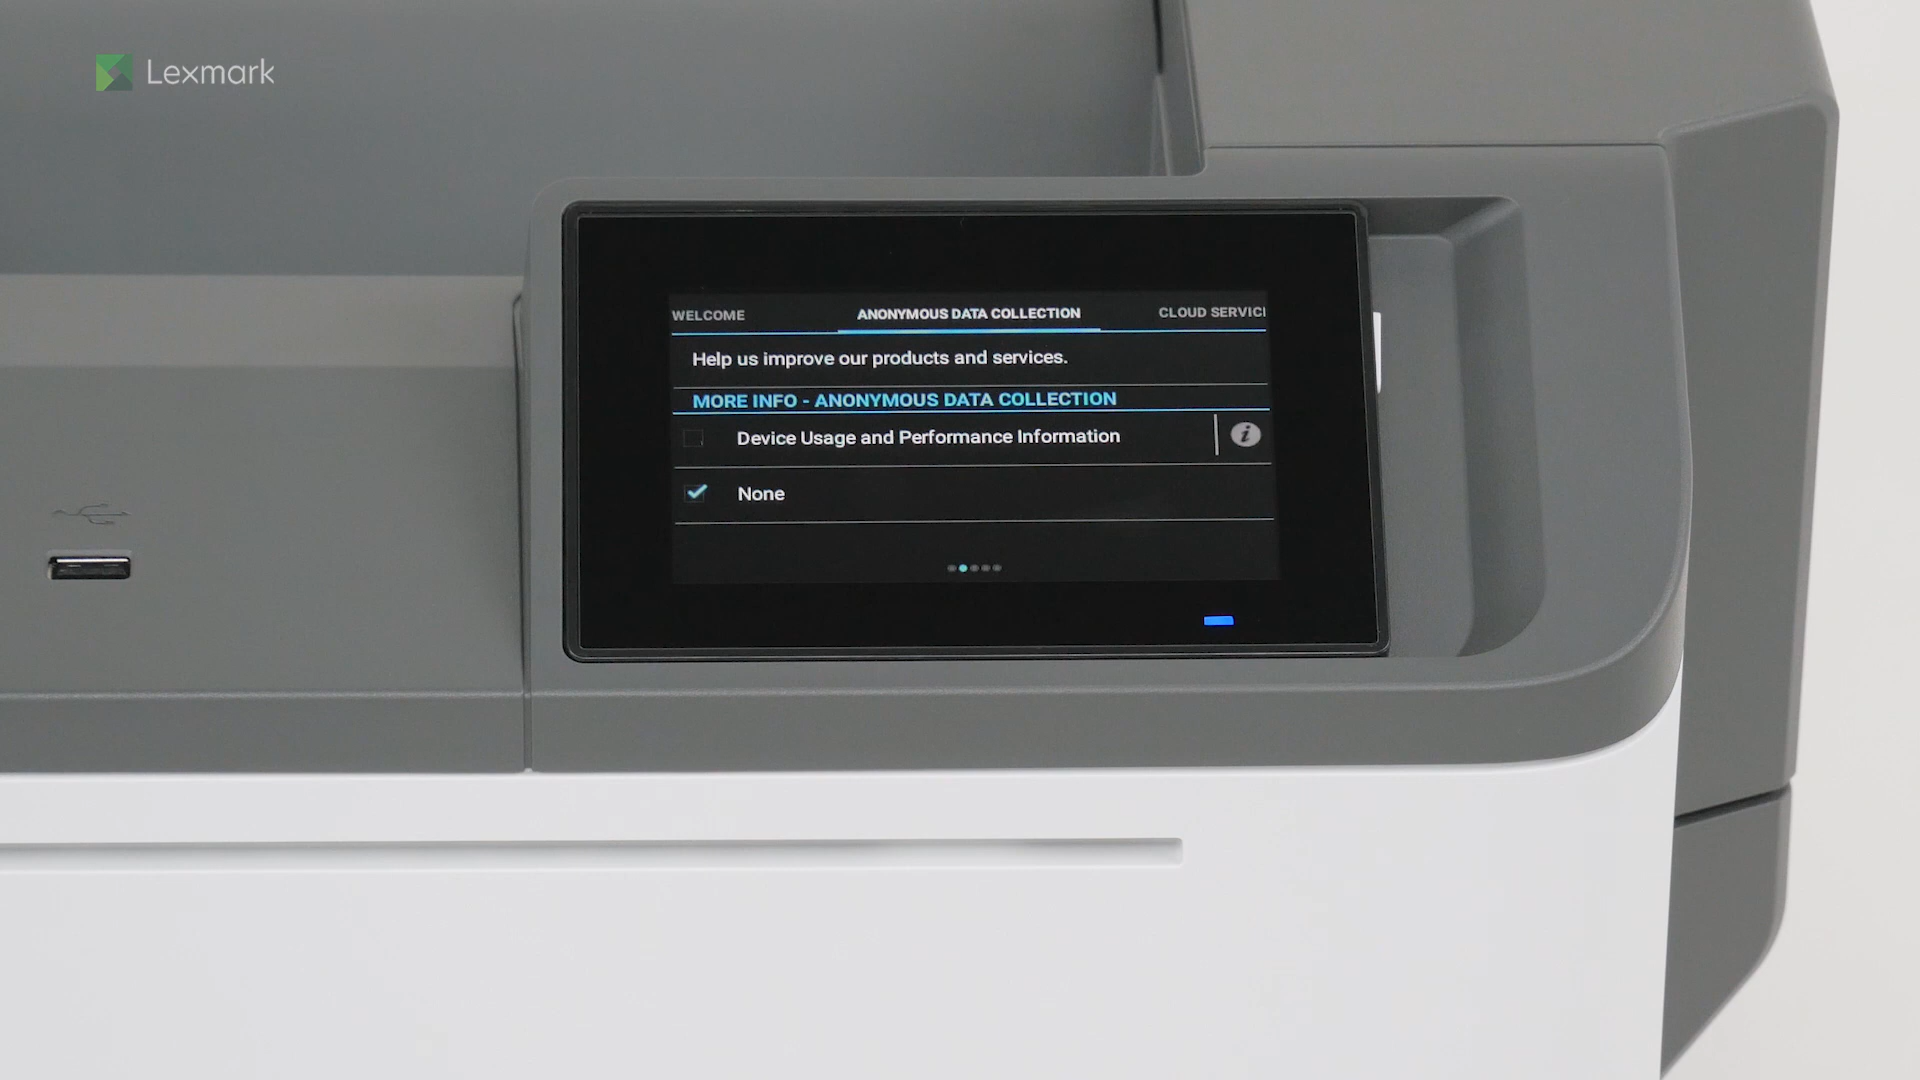 Lexmark
WELCOME ANONYMOUS DATA COLLECTION CLOUD SERVICI
Help us improve our products and services.
MORE INFO - ANONYMOUS DATA COLLECTION
Device Usage and Performance Information
i
None